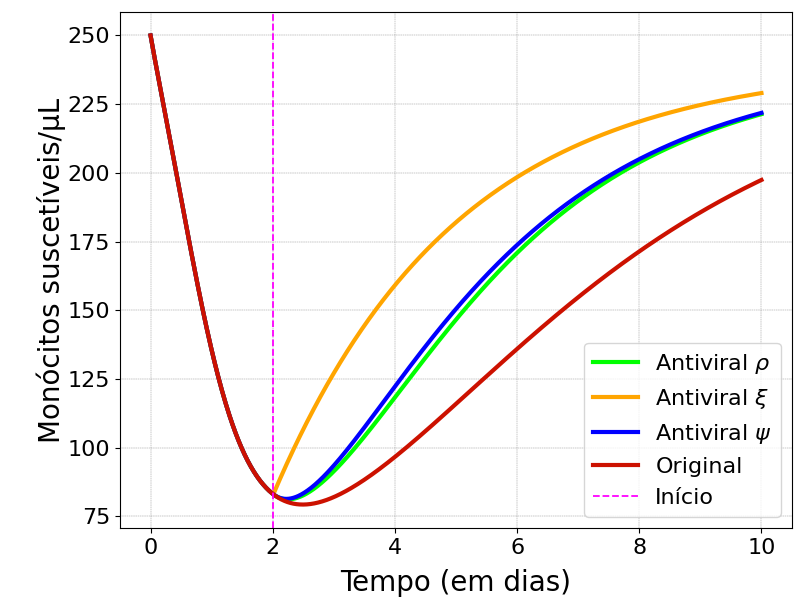 Monócitos suscetíveis/μL
250
225
200
175
150
125
100
75
0 2 4 6 8 10
Tempo (em dias)
Antiviral ρ
Antiviral ξ
Antiviral ψ
Original
Início